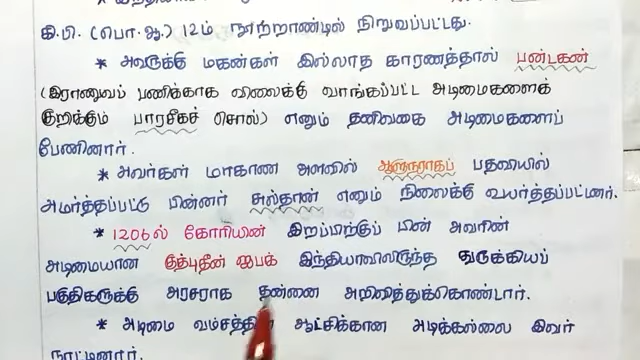 கி.பி. (பொ.ஆ.) 12ம் நூற்றாண்டில் நிறுவப்பட்டது.
* அவருக்கு மகன்கள் இல்லாத காரணத்தால் பண்டகன்
(இராணுவப் பணிக்காக விலைக்கு வாங்கப்பட்ட அடிமைகளைக்
குறிக்கும் பாரசீகச் சொல்) எனும் தனிவகை அடிமைகளைப்
பேணினார்.
* அவர்கள் மாகாண அளவில் ஆளுநராகப் பதவியில்
அமர்த்தப்பட்டு பின்னர் சுல்தான் எனும் நிலைக்கு உயர்த்தப்பட்டனர்.
* 1206ல் கோரியின் இறப்பிற்குப் பின் அவரின்
அடிமையான குத்புதீன் ஐபக் இந்தியாவிலிருந்த துருக்கியப்
பகுதிகளுக்கு அரசராக தன்னை அறிவித்துக்கொண்டார்.
* அடிமை வம்சத்தின் ஆட்சிக்கான அடிக்கல்லை இவர்
நாட்டினார்.